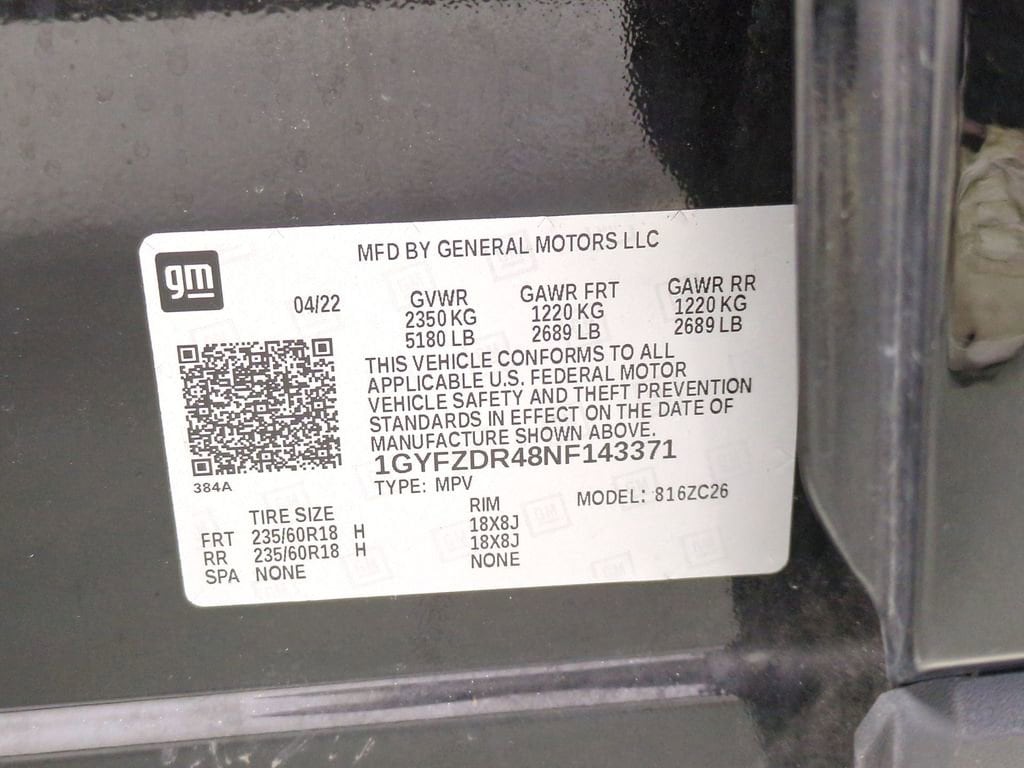 MFD BY GENERAL MOTORS LLC
gm
04/22
GVWR
2350 KG
5180 LB
GAWR FRT
1220 KG
2689 LB
GAWR RR
1220 KG
2689 LB
THIS VEHICLE CONFORMS TO ALL
APPLICABLE U.S. FEDERAL MOTOR
VEHICLE SAFETY AND THEFT PREVENTION
STANDARDS IN EFFECT ON THE DATE OF
MANUFACTURE SHOWN ABOVE.
1GYFZDR48NF143371
384A
TYPE: MPV
MODEL: 816ZC26
TIRE SIZE RIM
FRT 235/60R18 H 18X8J
RR 235/60R18 H 18X8J
SPA NONE NONE